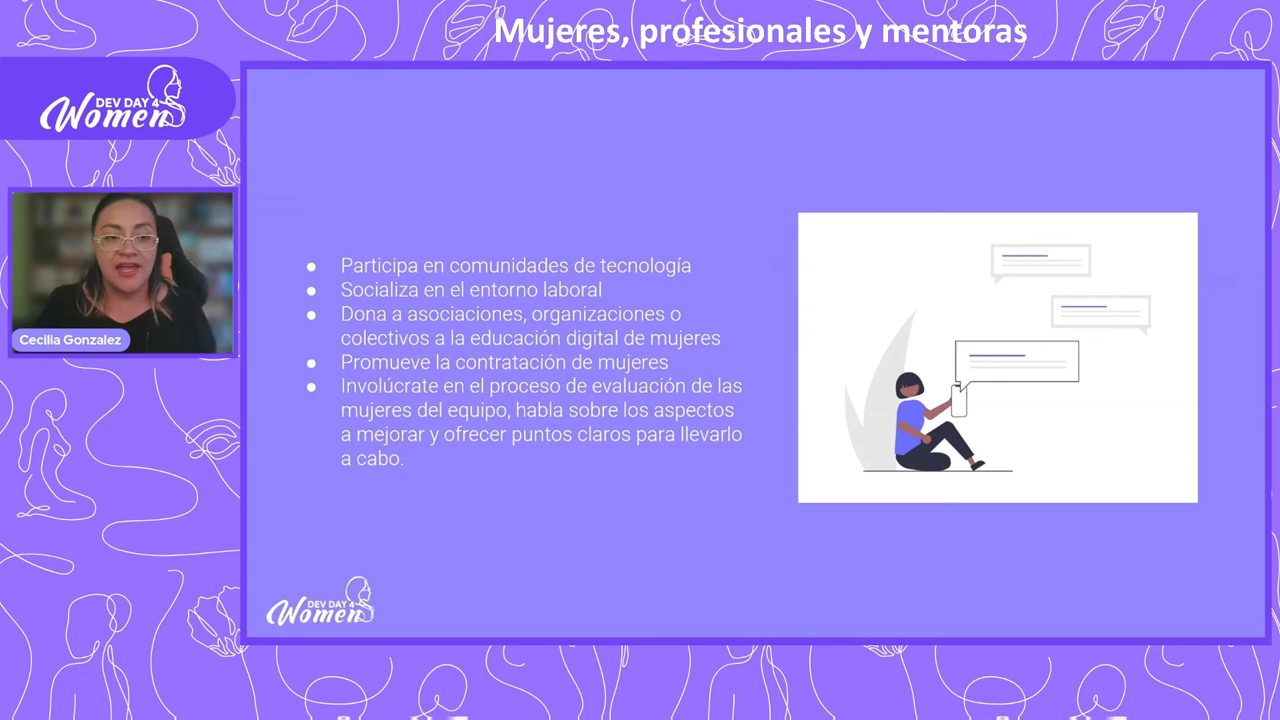 Mujeres, profesionales y mentoras
DEV DAY 4
Women
Cecilia Gonzalez
● Participa en comunidades de tecnología
● Socializa en el entorno laboral
● Dona a asociaciones, organizaciones o
colectivos a la educación digital de mujeres
● Promueve la contratación de mujeres
● Involúcrate en el proceso de evaluación de las
mujeres del equipo, habla sobre los aspectos
a mejorar y ofrecer puntos claros para llevarlo
a cabo.
DEV DAY 4
Women